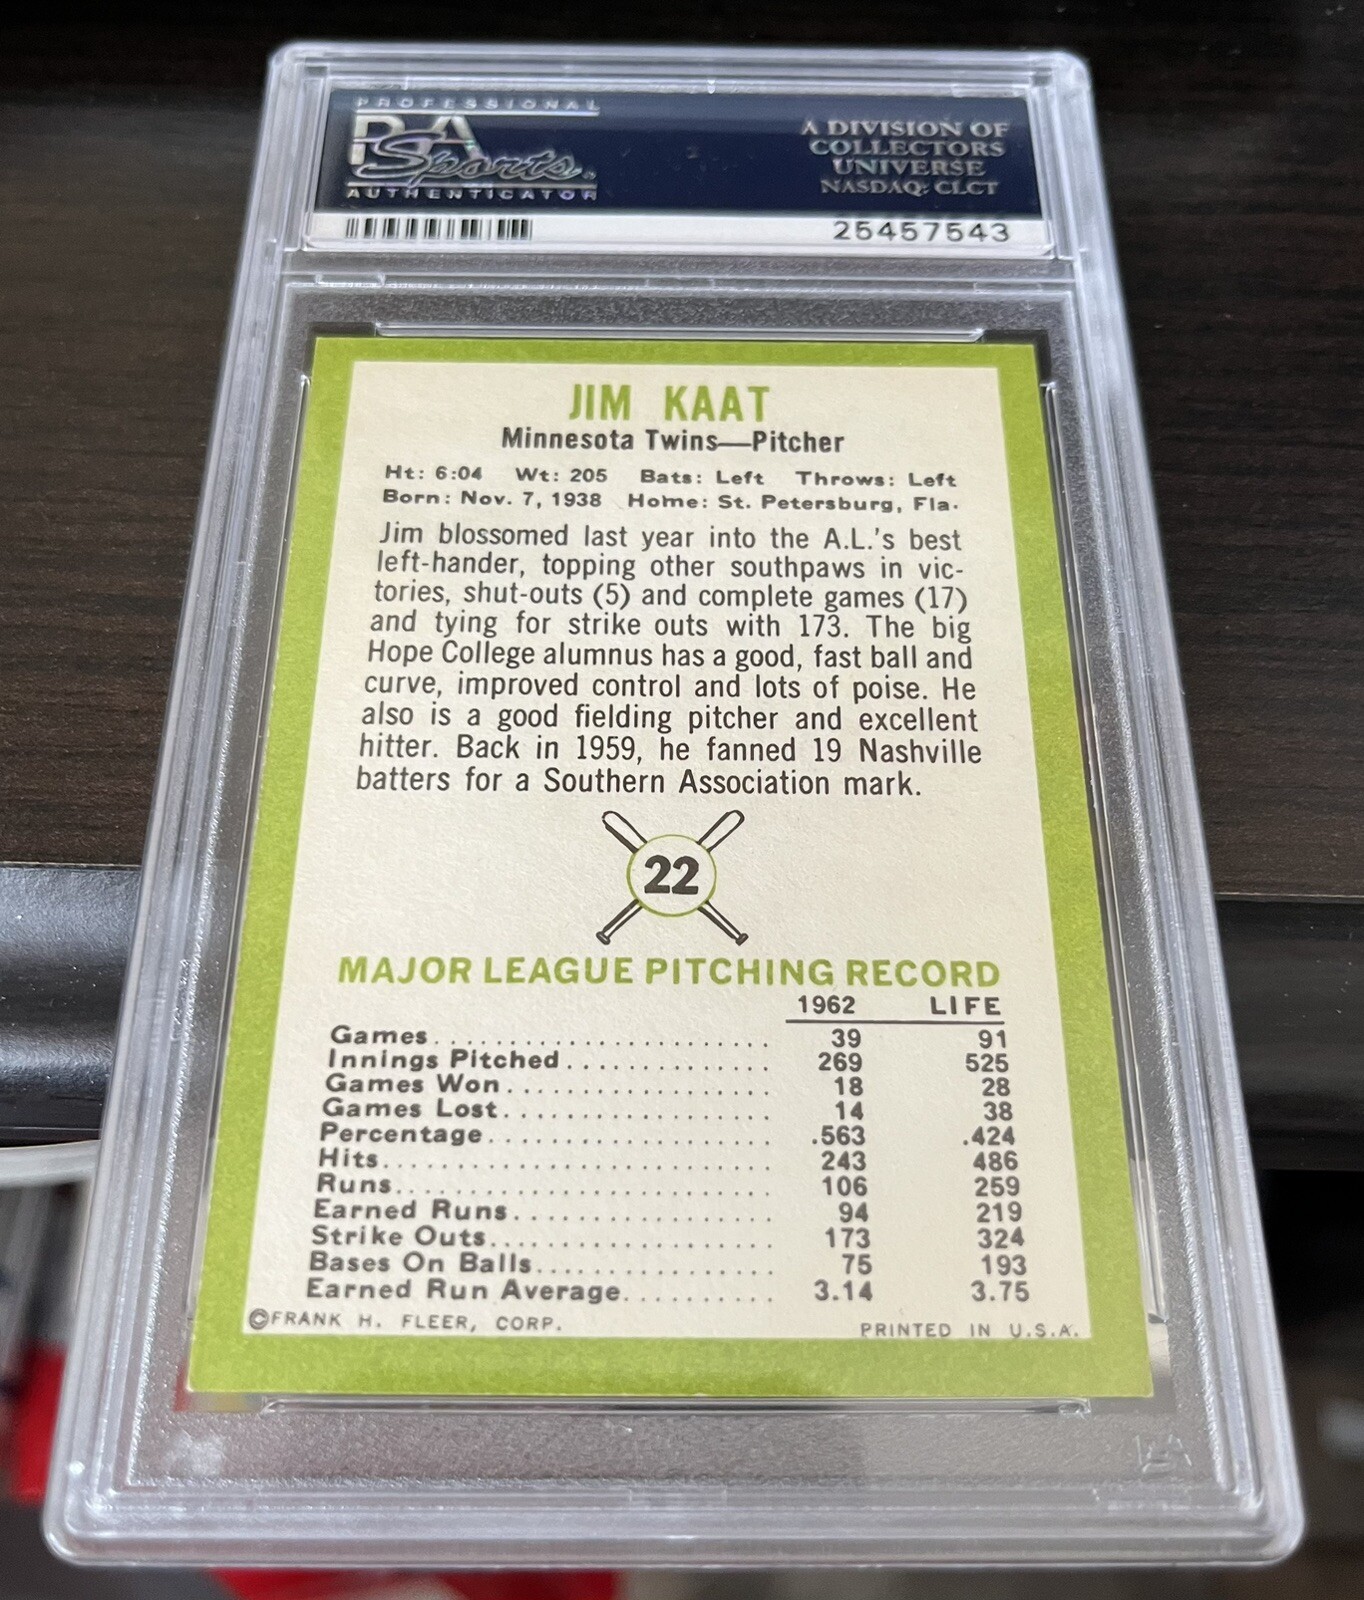 PROFESSIONAL
PSA
Sports
AUTHENTICATOR
A DIVISION OF
COLLECTORS
UNIVERSE
NASDAQ: CLCT
25457543
JIM KAAT
Minnesota Twins—Pitcher
Ht: 6:04 Wt: 205 Bats: Left Throws: Left
Born: Nov. 7, 1938 Home: St. Petersburg, Fla.
Jim blossomed last year into the A.L.'s best
left-hander, topping other southpaws in vic-
tories, shut-outs (5) and complete games (17)
and tying for strike outs with 173. The big
Hope College alumnus has a good, fast ball and
curve, improved control and lots of poise. He
also is a good fielding pitcher and excellent
hitter. Back in 1959, he fanned 19 Nashville
batters for a Southern Association mark.
22
MAJOR LEAGUE PITCHING RECORD
1962 LIFE
Games........................ 39 91
Innings Pitched.............. 269 525
Games Won.................. 18 28
Games Lost.................. 14 38
Percentage................... .563 .424
Hits.......................... 243 486
Runs......................... 106 259
Earned Runs................. 94 219
Strike Outs.................. 173 324
Bases On Balls............... 75 193
Earned Run Average.......... 3.14 3.75
©FRANK H. FLEER, CORP. PRINTED IN U.S.A.
PSA